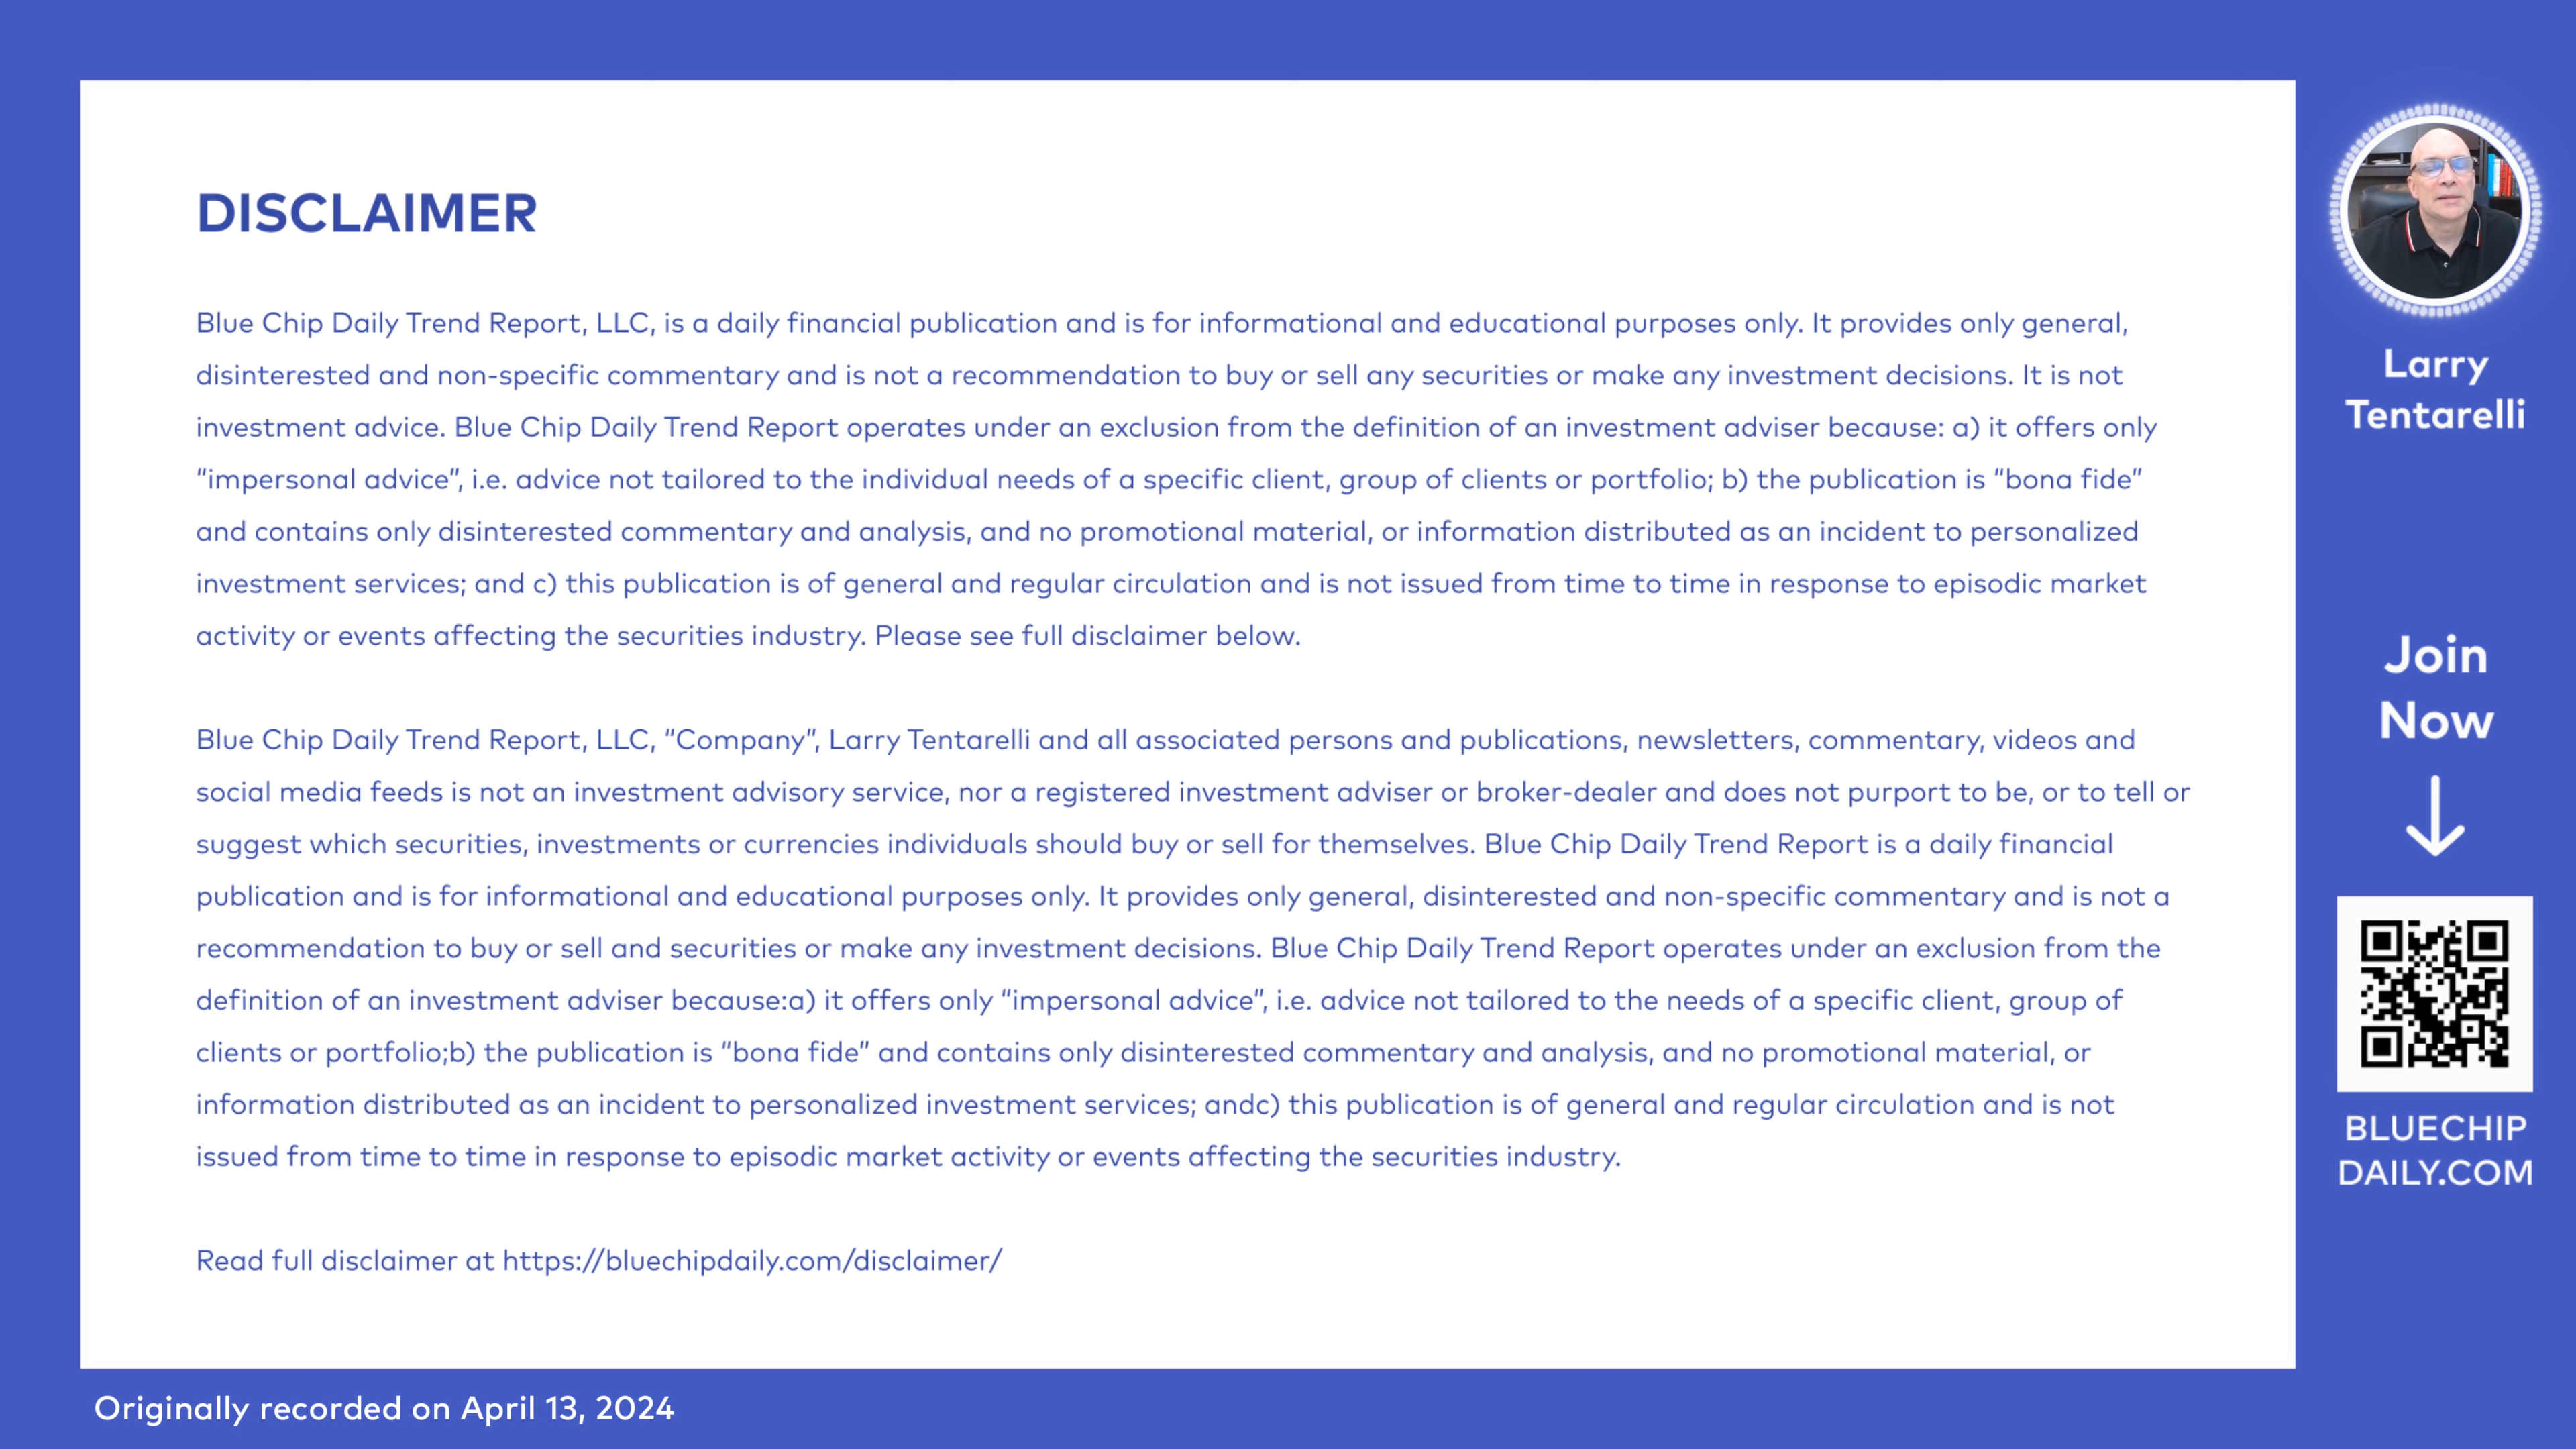 DISCLAIMER
Blue Chip Daily Trend Report, LLC, is a daily financial publication and is for informational and educational purposes only. It provides only general,
disinterested and non-specific commentary and is not a recommendation to buy or sell any securities or make any investment decisions. It is not
investment advice. Blue Chip Daily Trend Report operates under an exclusion from the definition of an investment adviser because: a) it offers only
“impersonal advice”, i.e. advice not tailored to the individual needs of a specific client, group of clients or portfolio; b) the publication is “bona fide”
and contains only disinterested commentary and analysis, and no promotional material, or information distributed as an incident to personalized
investment services; and c) this publication is of general and regular circulation and is not issued from time to time in response to episodic market
activity or events affecting the securities industry. Please see full disclaimer below.
Blue Chip Daily Trend Report, LLC, “Company”, Larry Tentarelli and all associated persons and publications, newsletters, commentary, videos and
social media feeds is not an investment advisory service, nor a registered investment adviser or broker-dealer and does not purport to be, or to tell or
suggest which securities, investments or currencies individuals should buy or sell for themselves. Blue Chip Daily Trend Report is a daily financial
publication and is for informational and educational purposes only. It provides only general, disinterested and non-specific commentary and is not a
recommendation to buy or sell and securities or make any investment decisions. Blue Chip Daily Trend Report operates under an exclusion from the
definition of an investment adviser because:a) it offers only “impersonal advice”, i.e. advice not tailored to the needs of a specific client, group of
clients or portfolio;b) the publication is “bona fide” and contains only disinterested commentary and analysis, and no promotional material, or
information distributed as an incident to personalized investment services; andc) this publication is of general and regular circulation and is not
issued from time to time in response to episodic market activity or events affecting the securities industry.
Read full disclaimer at https://bluechipdaily.com/disclaimer/
Originally recorded on April 13, 2024
Larry
Tentarelli
Join
Now
BLUECHIP
DAILY.COM